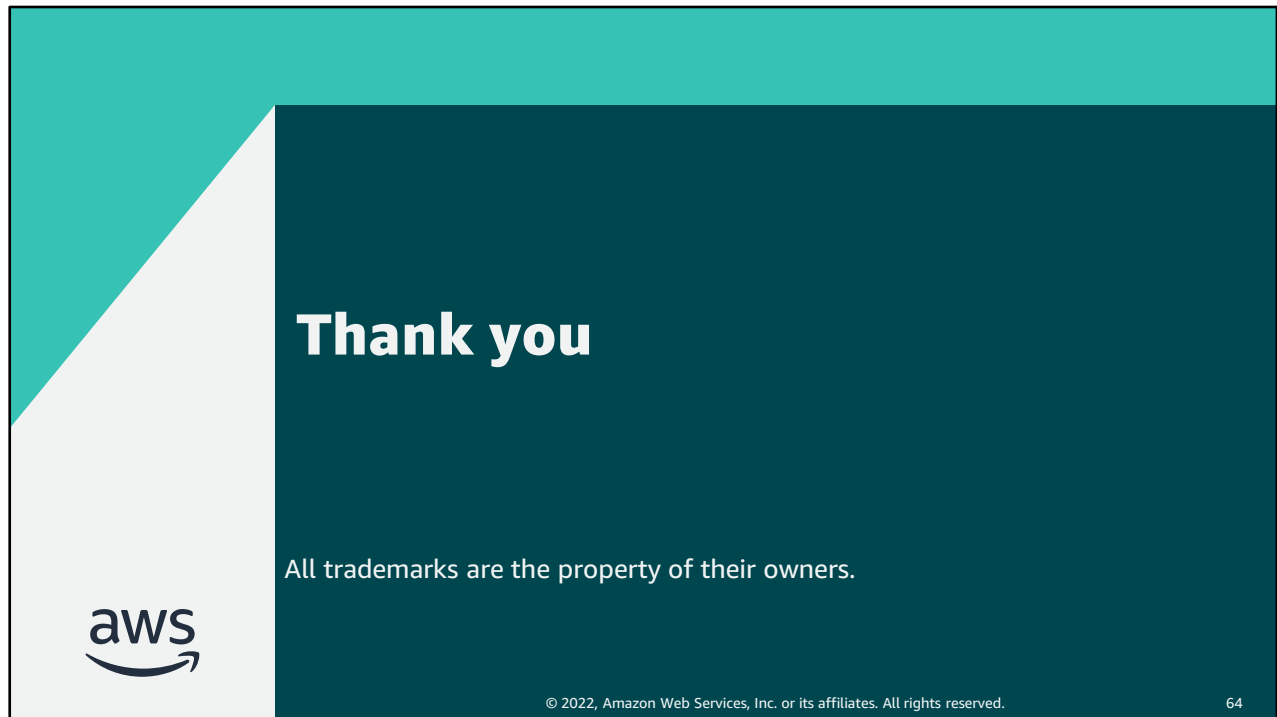 Thank you
All trademarks are the property of their owners.
aws
© 2022, Amazon Web Services, Inc. or its affiliates. All rights reserved.
64